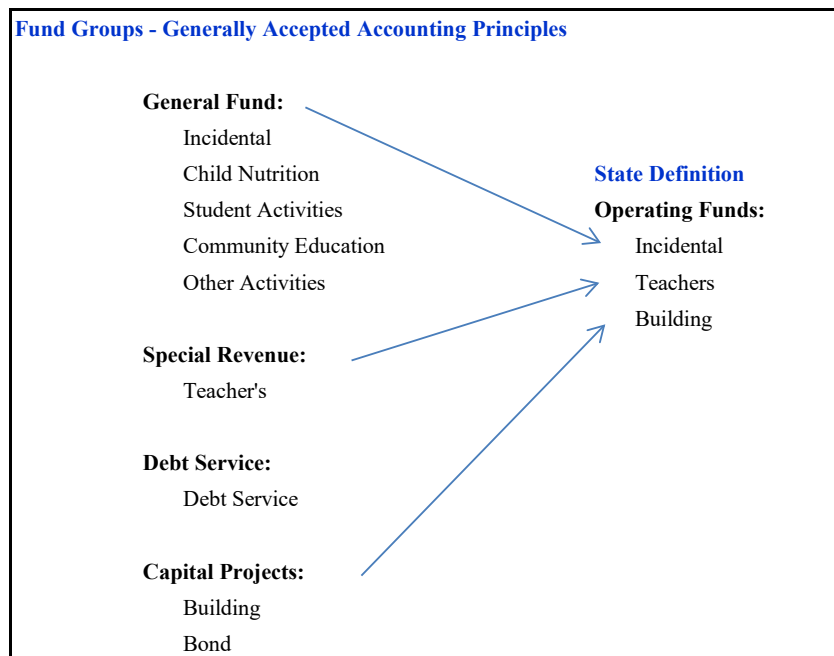 Fund Groups - Generally Accepted Accounting Principles
General Fund:
Incidental
Child Nutrition
Student Activities
Community Education
Other Activities
Special Revenue:
Teacher's
Debt Service:
Debt Service
Capital Projects:
Building
Bond
State Definition
Operating Funds:
Incidental
Teachers
Building